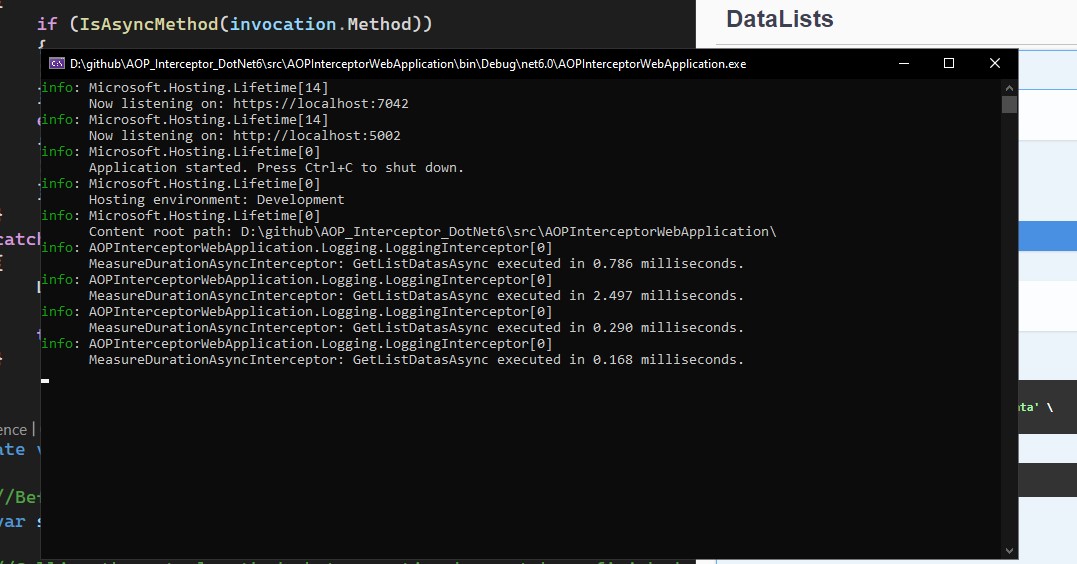 if (IsAsyncMethod(invocation.Method))
{
DataLists
D:\github\AOP_Interceptor_DotNet6\src\AOPInterceptorWebApplication\bin\Debug\net6.0\AOPInterceptorWebApplication.exe
info: Microsoft.Hosting.Lifetime[14]
Now listening on: https://localhost:7042
info: Microsoft.Hosting.Lifetime[14]
Now listening on: http://localhost:5002
info: Microsoft.Hosting.Lifetime[0]
Application started. Press Ctrl+C to shut down.
info: Microsoft.Hosting.Lifetime[0]
Hosting environment: Development
info: Microsoft.Hosting.Lifetime[0]
Content root path: D:\github\AOP_Interceptor_DotNet6\src\AOPInterceptorWebApplication\
info: AOPInterceptorWebApplication.Logging.LoggingInterceptor[0]
MeasureDurationAsyncInterceptor: GetListDatasAsync executed in 0.786 milliseconds.
info: AOPInterceptorWebApplication.Logging.LoggingInterceptor[0]
MeasureDurationAsyncInterceptor: GetListDatasAsync executed in 2.497 milliseconds.
info: AOPInterceptorWebApplication.Logging.LoggingInterceptor[0]
MeasureDurationAsyncInterceptor: GetListDatasAsync executed in 0.290 milliseconds.
info: AOPInterceptorWebApplication.Logging.LoggingInterceptor[0]
MeasureDurationAsyncInterceptor: GetListDatasAsync executed in 0.168 milliseconds.
atch
ta' \
ence |
ate v
//Be
var s